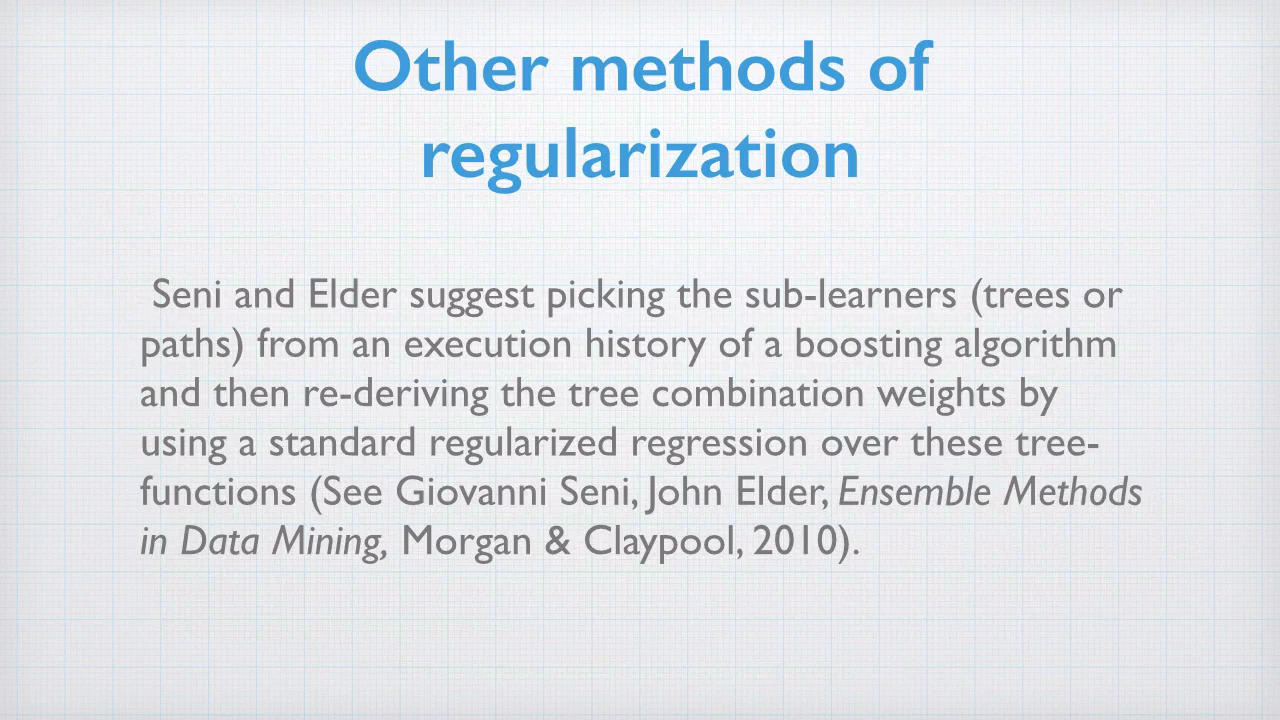 Other methods of
regularization
Seni and Elder suggest picking the sub-learners (trees or
paths) from an execution history of a boosting algorithm
and then re-deriving the tree combination weights by
using a standard regularized regression over these tree-
functions (See Giovanni Seni, John Elder, Ensemble Methods
in Data Mining, Morgan & Claypool, 2010).